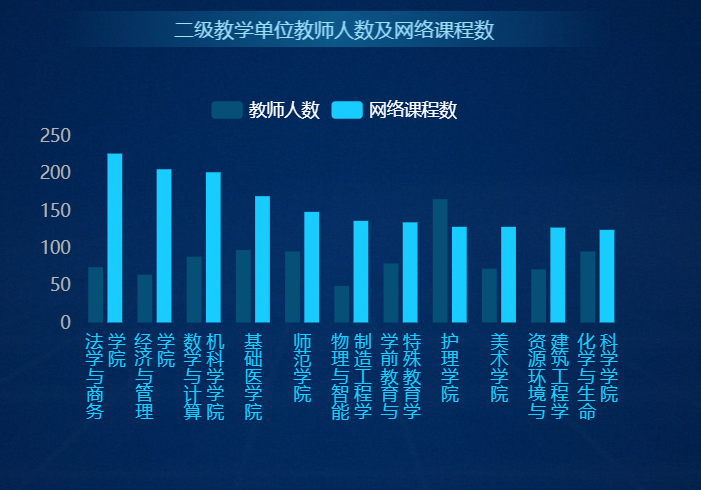 二级教学单位教师人数及网络课程数
教师人数
网络课程数
250
200
150
100
50
0
法学与商务
学院
经济与管理
学院
数学与计算
机科学学院
基础医学院
师范学院
物理与智能
制造工程学
学前教育与
特殊教育学
护理学院
美术学院
资源环境与
建筑工程学
化学与生命
科学学院